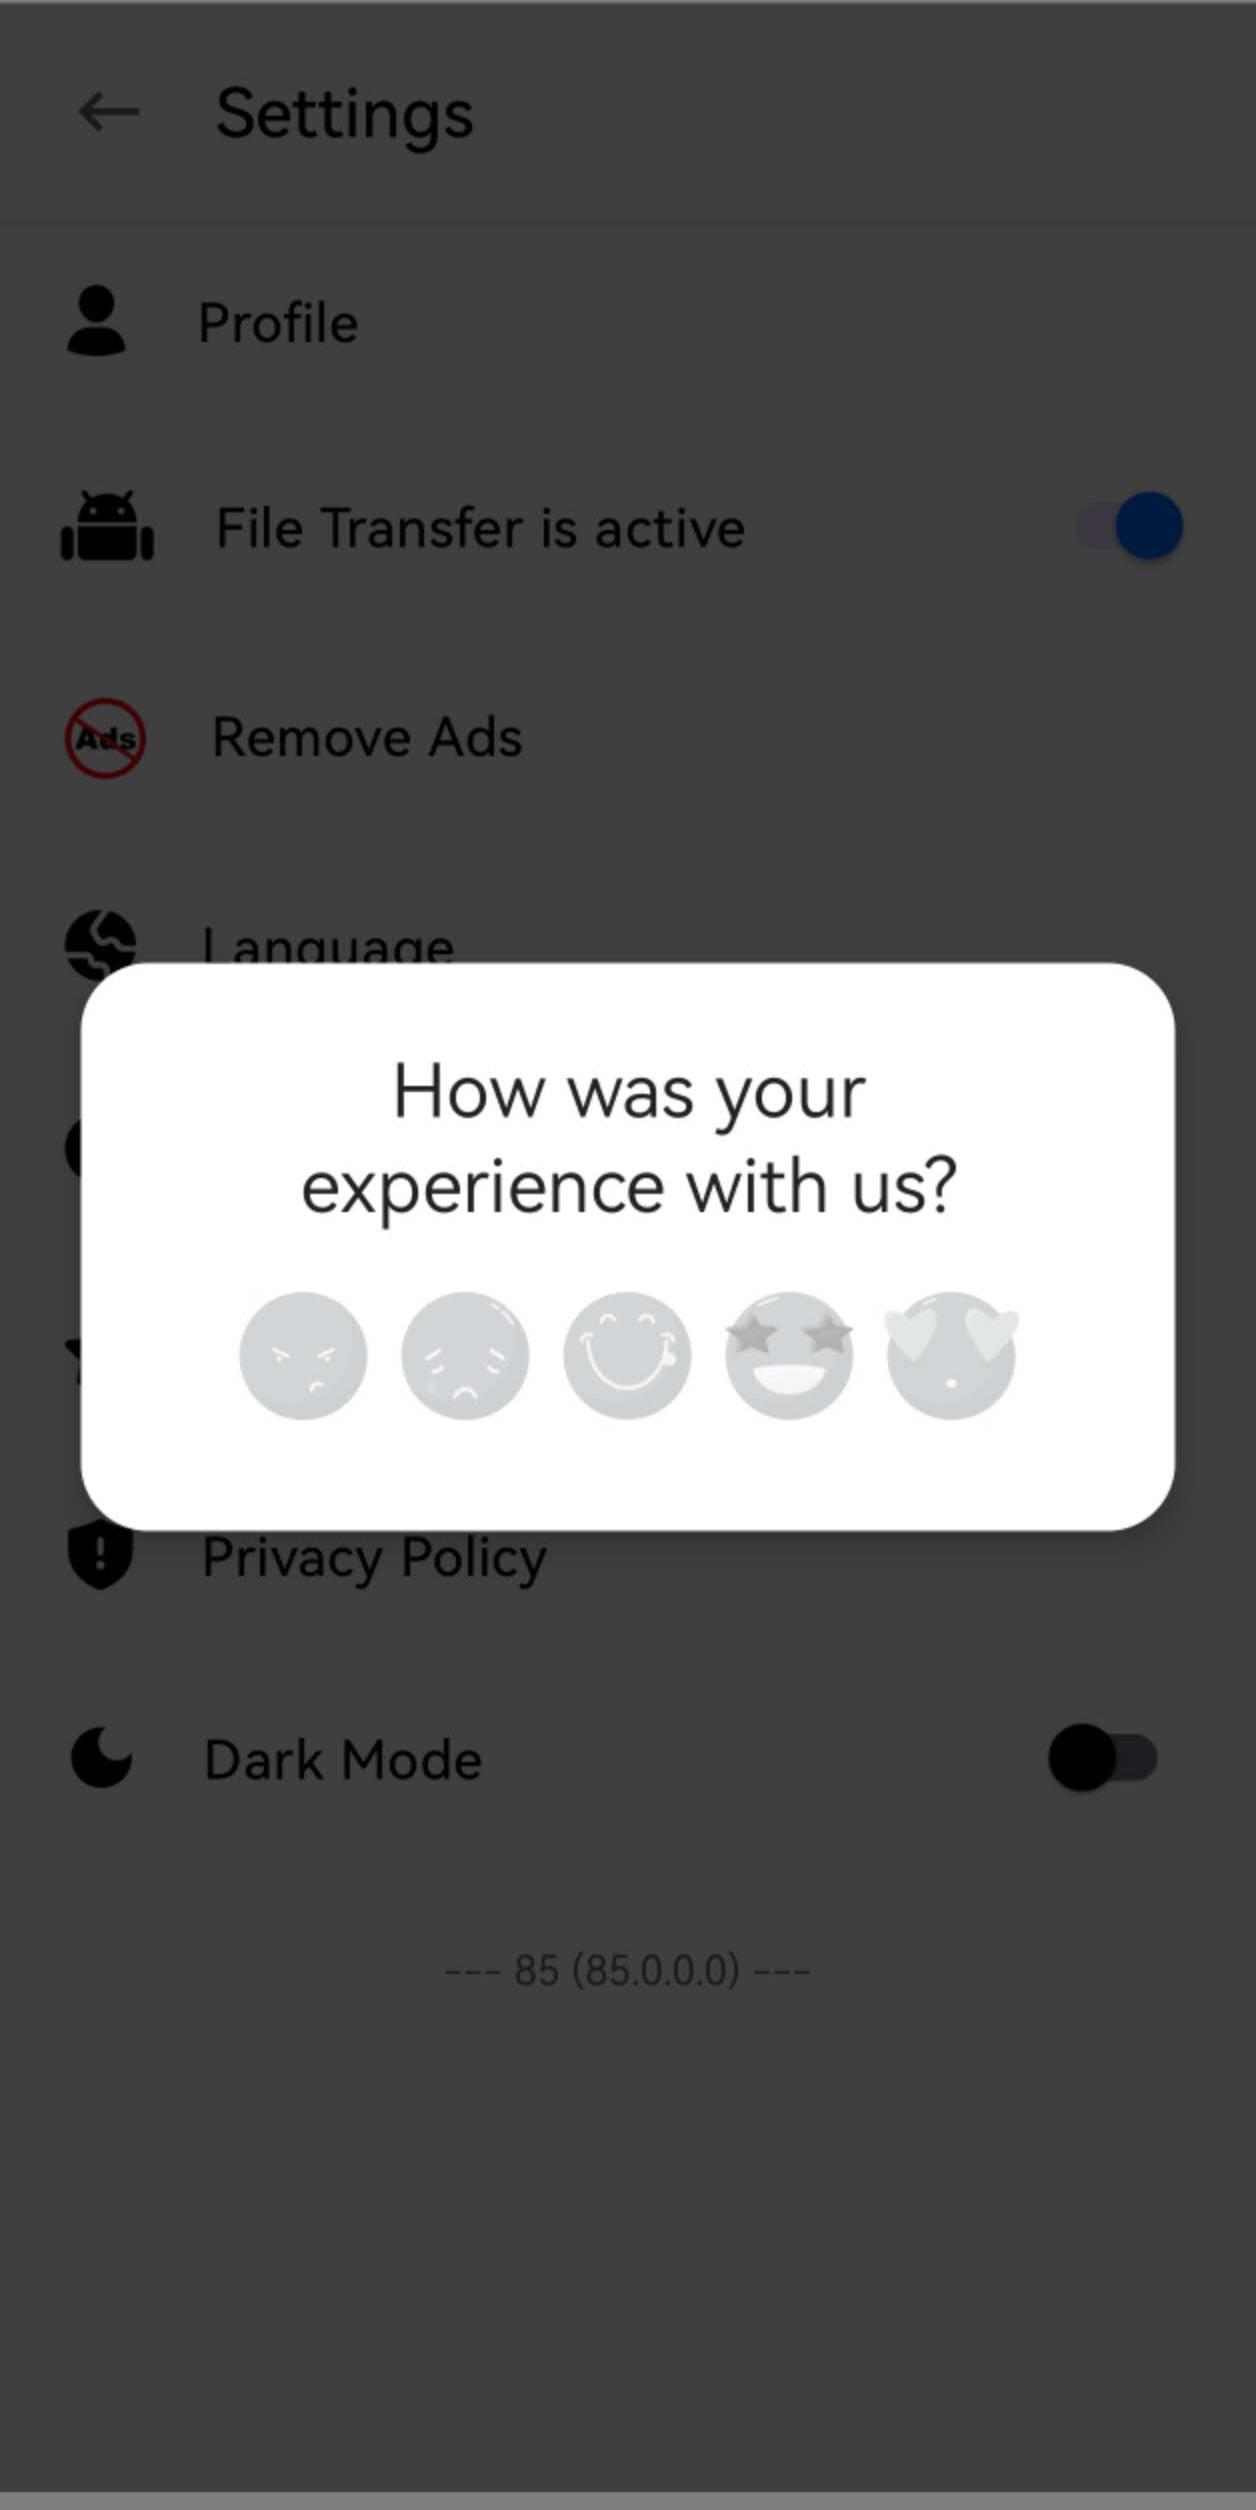 Settings
Profile
File Transfer is active
Ads
Remove Ads
Language
How was your
experience with us?
Privacy Policy
Dark Mode
--- 85 (85.0.0.0) ---